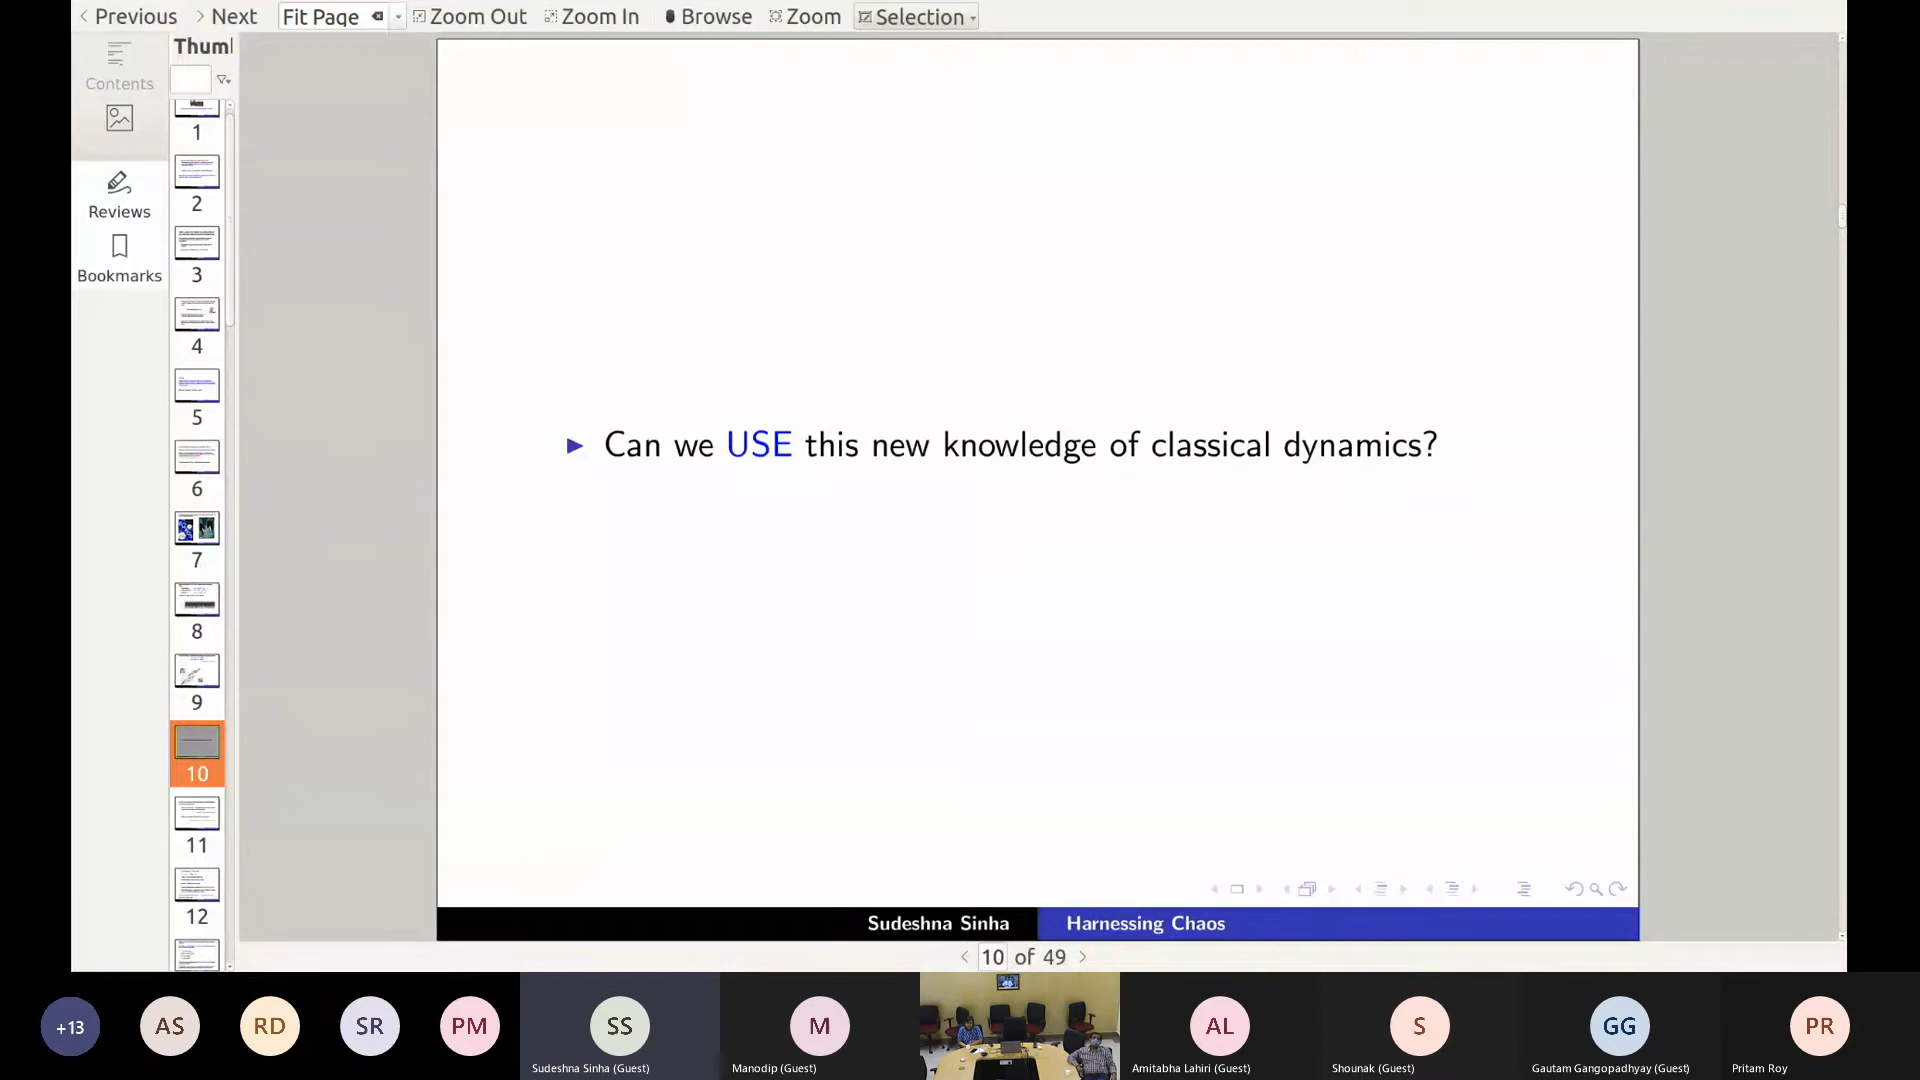 Previous Next Fit Page Zoom Out Zoom In Browse Zoom Selection
Thuml
Contents
Reviews
Bookmarks
1
2
3
4
5
6
7
8
9
10
11
12
Can we USE this new knowledge of classical dynamics?
Sudeshna Sinha Harnessing Chaos
10 of 49
+13 AS RD SR PM SS M AL S GG PR
Sudeshna Sinha (Guest) Manodip (Guest) Amitabha Lahiri (Guest) Shounak (Guest) Gautam Gangopadhyay (Guest) Pritam Roy